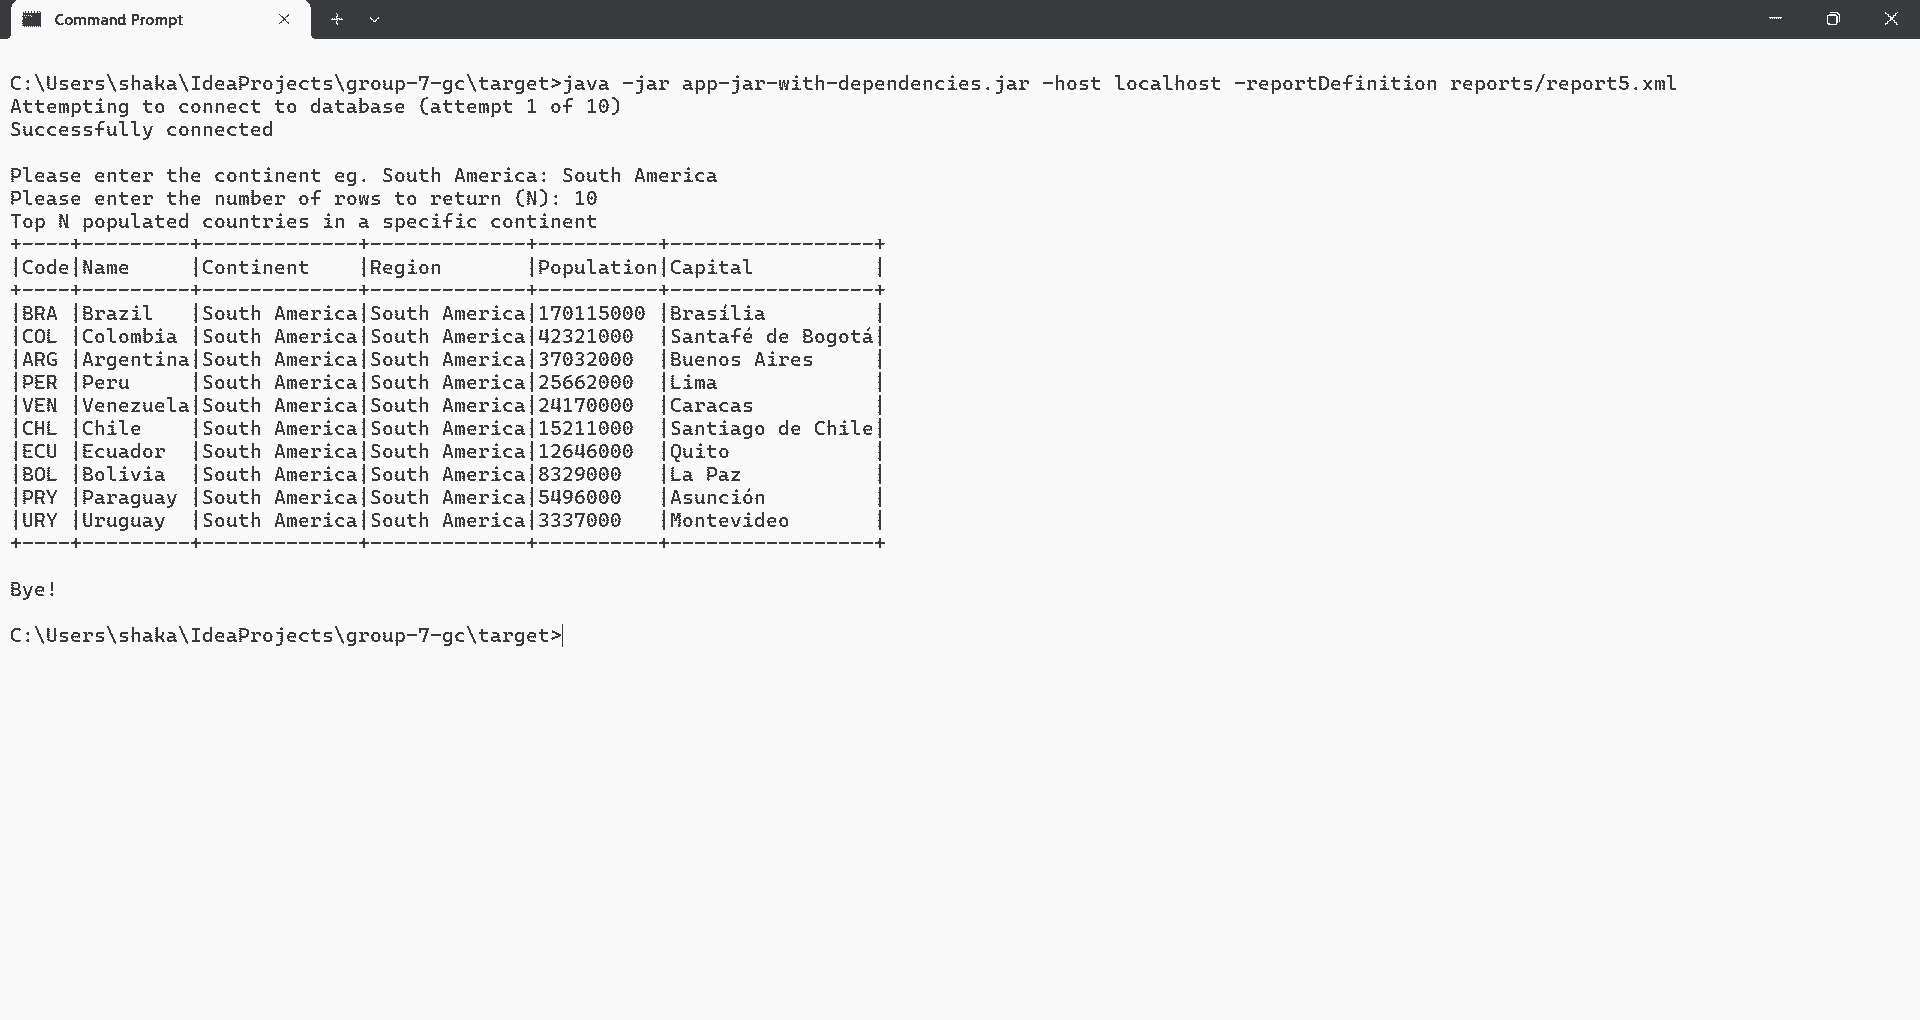 Command Prompt
C:\Users\shaka\IdeaProjects\group-7-gc\target>java -jar app-jar-with-dependencies.jar -host localhost -reportDefinition reports/report5.xml
Attempting to connect to database (attempt 1 of 10)
Successfully connected
Please enter the continent eg. South America: South America
Please enter the number of rows to return (N): 10
Top N populated countries in a specific continent
+----+---------+-------------+-------------+----------+-----------------+
|Code|Name     |Continent    |Region       |Population|Capital          |
+----+---------+-------------+-------------+----------+-----------------+
|BRA |Brazil   |South America|South America|170115000 |Brasília         |
|COL |Colombia |South America|South America|42321000  |Santafé de Bogotá|
|ARG |Argentina|South America|South America|37032000  |Buenos Aires     |
|PER |Peru     |South America|South America|25662000  |Lima             |
|VEN |Venezuela|South America|South America|24170000  |Caracas          |
|CHL |Chile    |South America|South America|15211000  |Santiago de Chile|
|ECU |Ecuador  |South America|South America|12646000  |Quito            |
|BOL |Bolivia  |South America|South America|8329000   |La Paz           |
|PRY |Paraguay |South America|South America|5496000   |Asunción         |
|URY |Uruguay  |South America|South America|3337000   |Montevideo       |
+----+---------+-------------+-------------+----------+-----------------+
Bye!
C:\Users\shaka\IdeaProjects\group-7-gc\target>